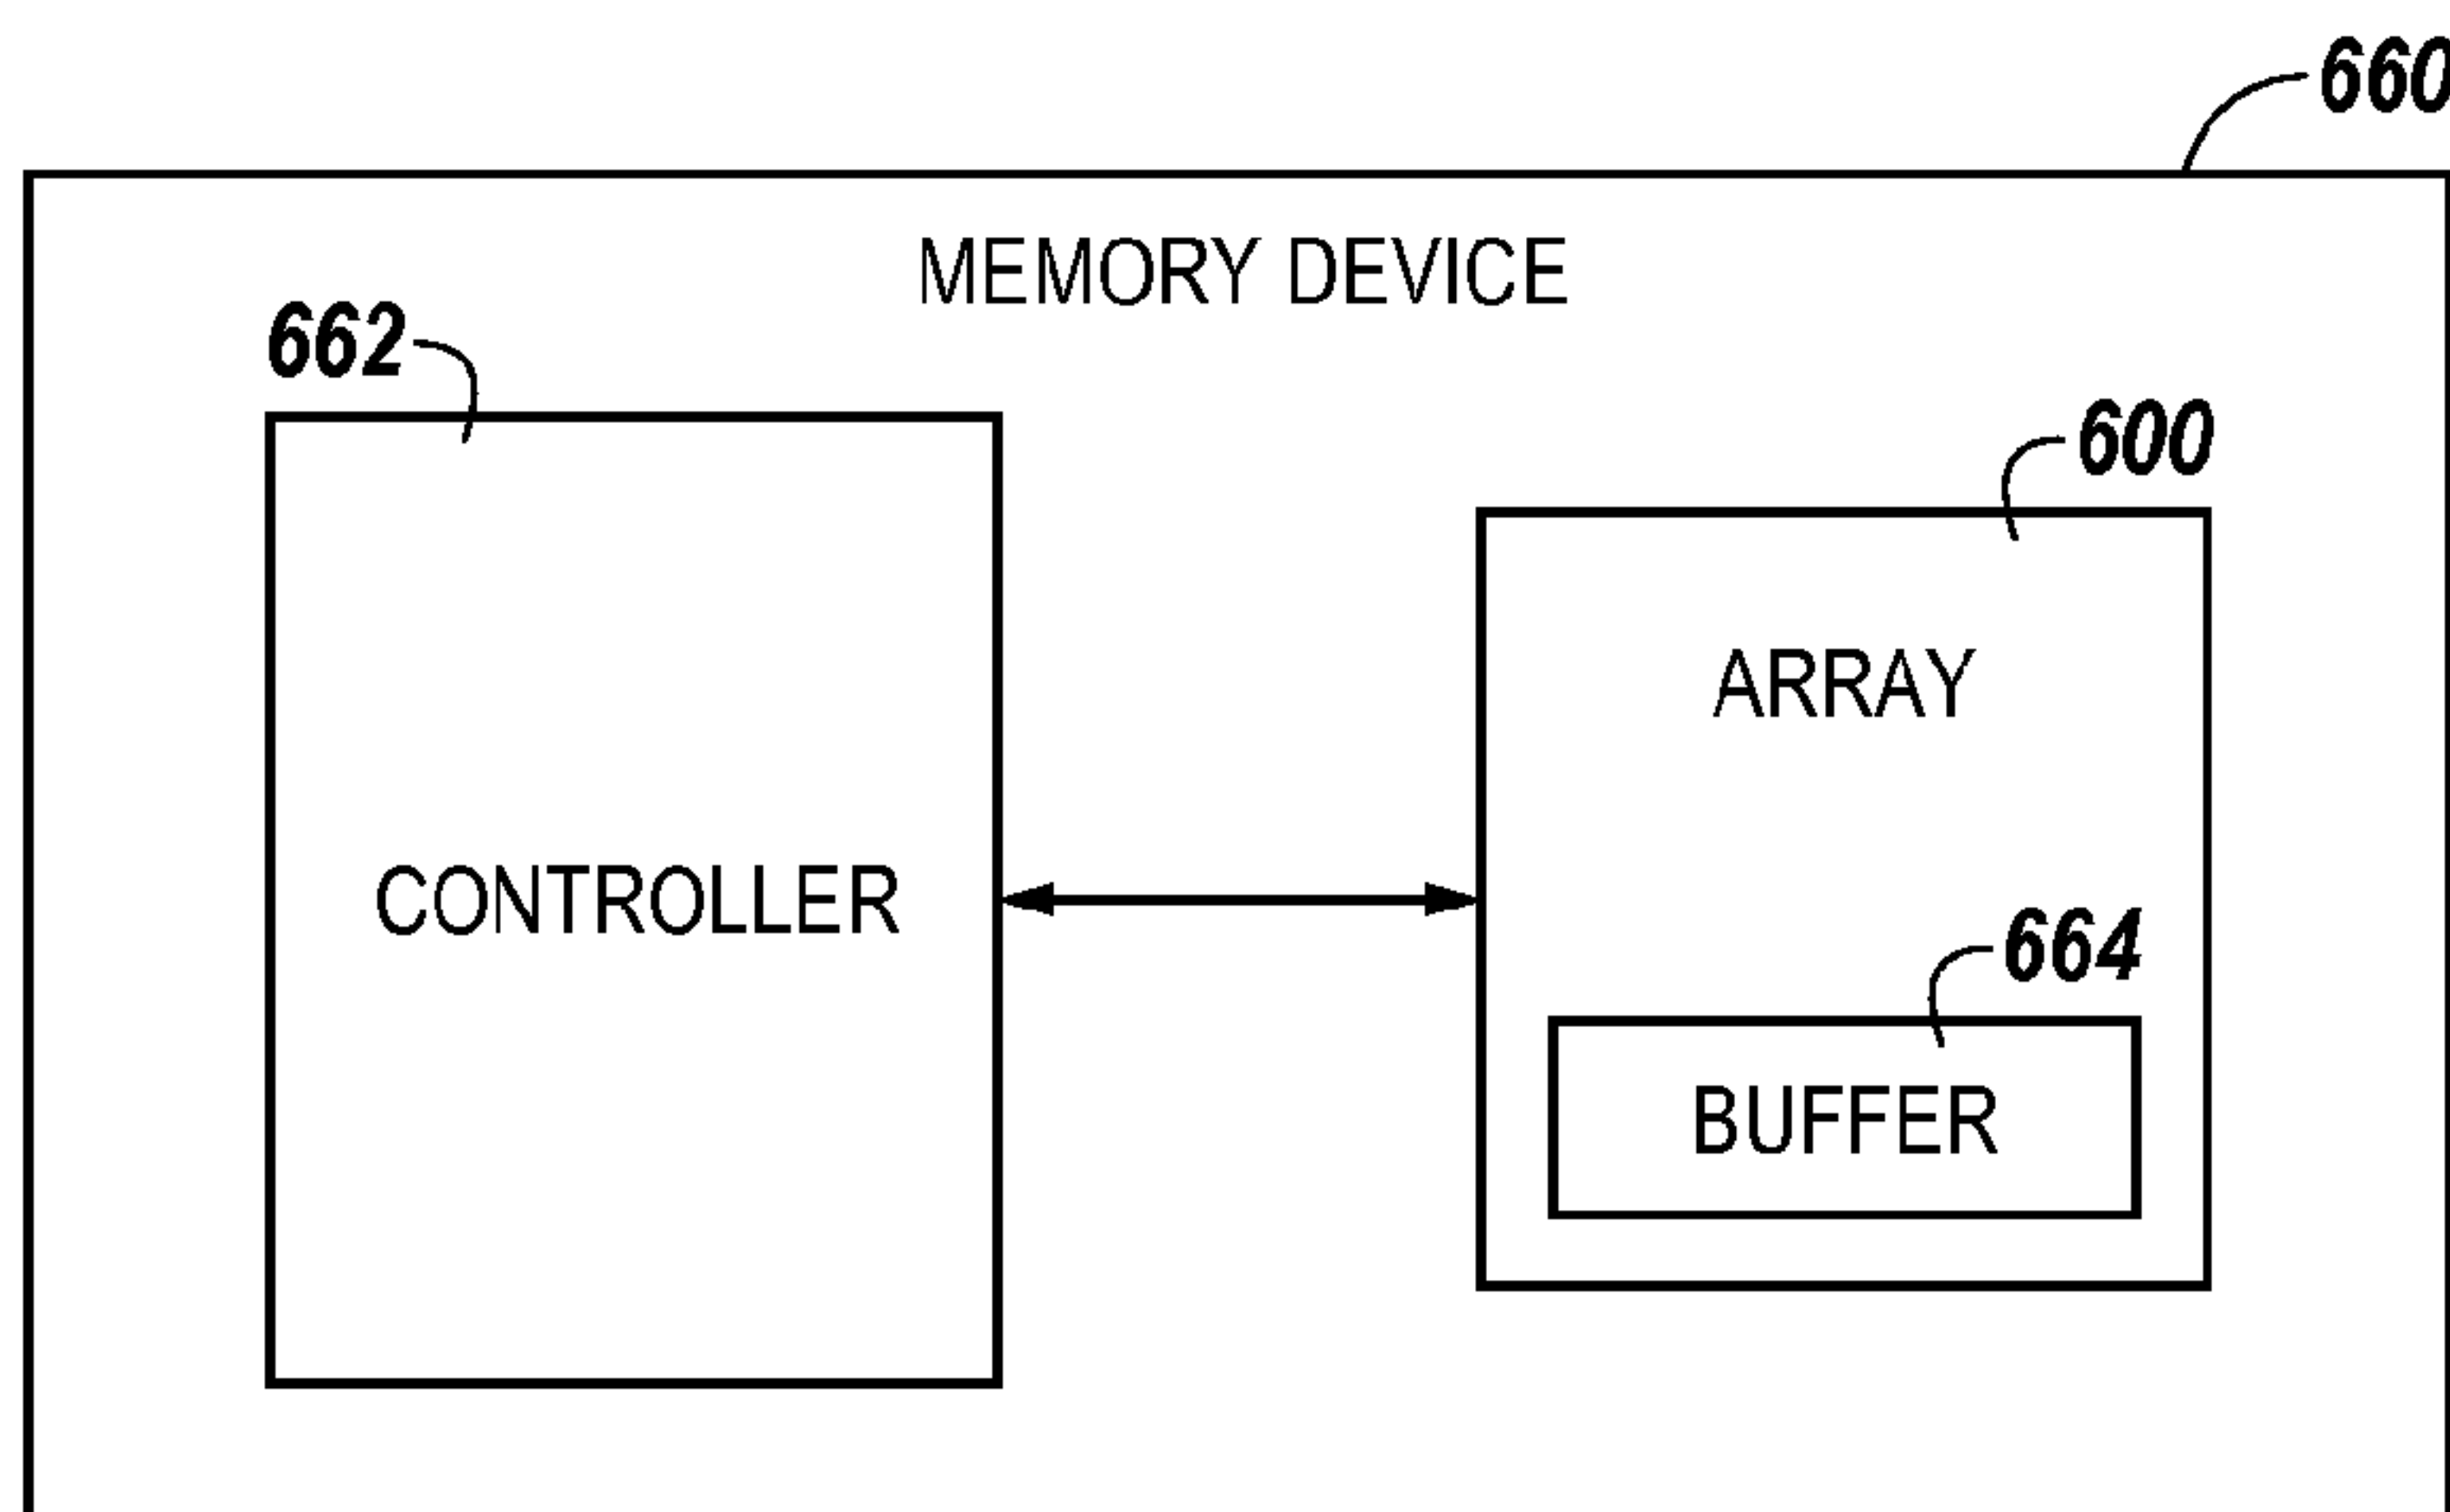 660
MEMORY DEVICE
662
600
ARRAY
CONTROLLER
664
BUFFER